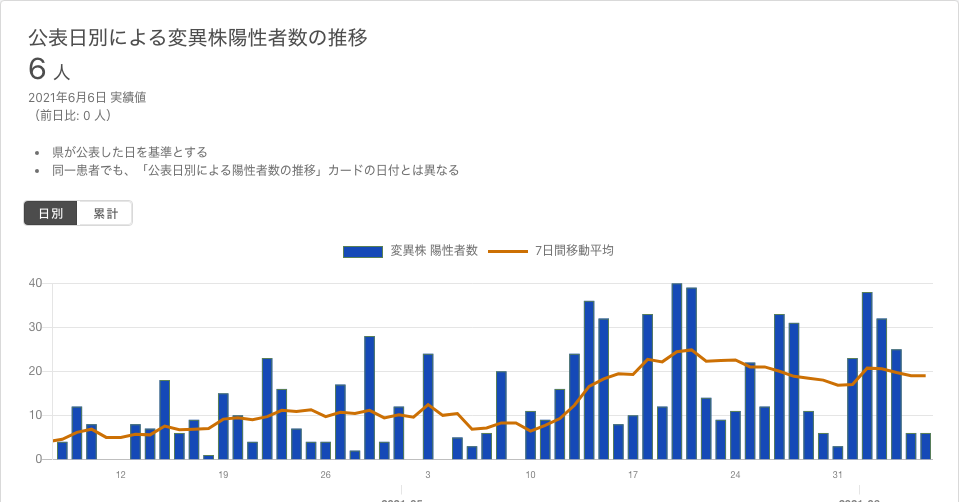 公表日別による変異株陽性者数の推移
6 人
2021年6月6日 実績値
（前日比: 0 人）
• 県が公表した日を基準とする
• 同一患者でも、「公表日別による陽性者数の推移」カードの日付とは異なる
日別 累計
変異株 陽性者数 7日間移動平均
40
30
20
10
0
12 19 26 3 10 17 24 31